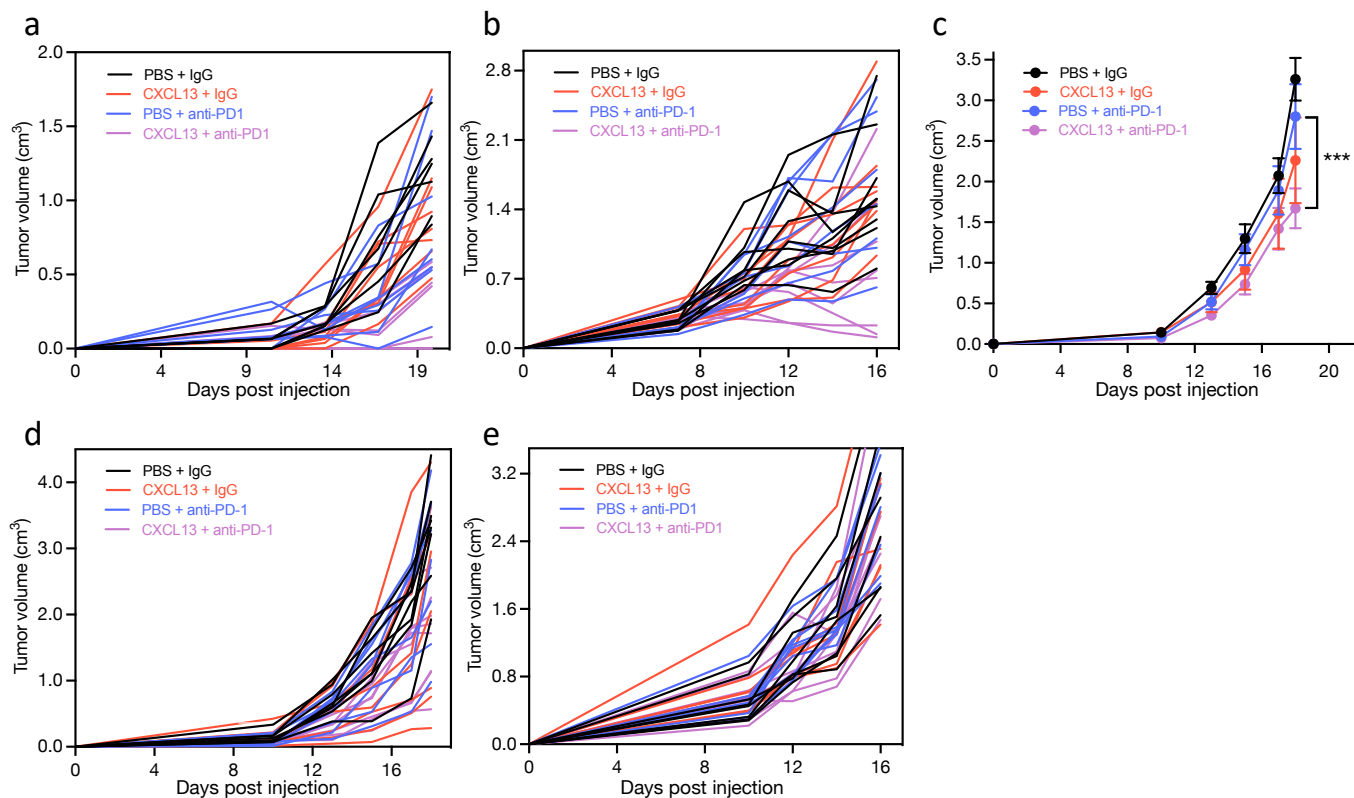 a
2.0
1.5
1.0
0.5
0.0
Tumor volume (cm³)
PBS + IgG
CXCL13 + IgG
PBS + anti-PD1
CXCL13 + anti-PD1
0 4 9 14 19
Days post injection
b
2.8
2.1
1.4
0.7
0.0
Tumor volume (cm³)
PBS + IgG
CXCL13 + IgG
PBS + anti-PD-1
CXCL13 + anti-PD-1
0 4 8 12 16
Days post injection
c
3.5
3.0
2.5
2.0
1.5
1.0
0.5
0.0
Tumor volume (cm³)
PBS + IgG
CXCL13 + IgG
PBS + anti-PD-1
CXCL13 + anti-PD-1
***
0 4 8 12 16 20
Days post injection
d
4.0
3.0
2.0
1.0
0.0
Tumor volume (cm³)
PBS + IgG
CXCL13 + IgG
PBS + anti-PD-1
CXCL13 + anti-PD-1
0 4 8 12 16
Days post injection
e
3.2
2.4
1.6
0.8
0.0
Tumor volume (cm³)
PBS + IgG
CXCL13 + IgG
PBS + anti-PD1
CXCL13 + anti-PD1
0 4 8 12 16
Days post injection